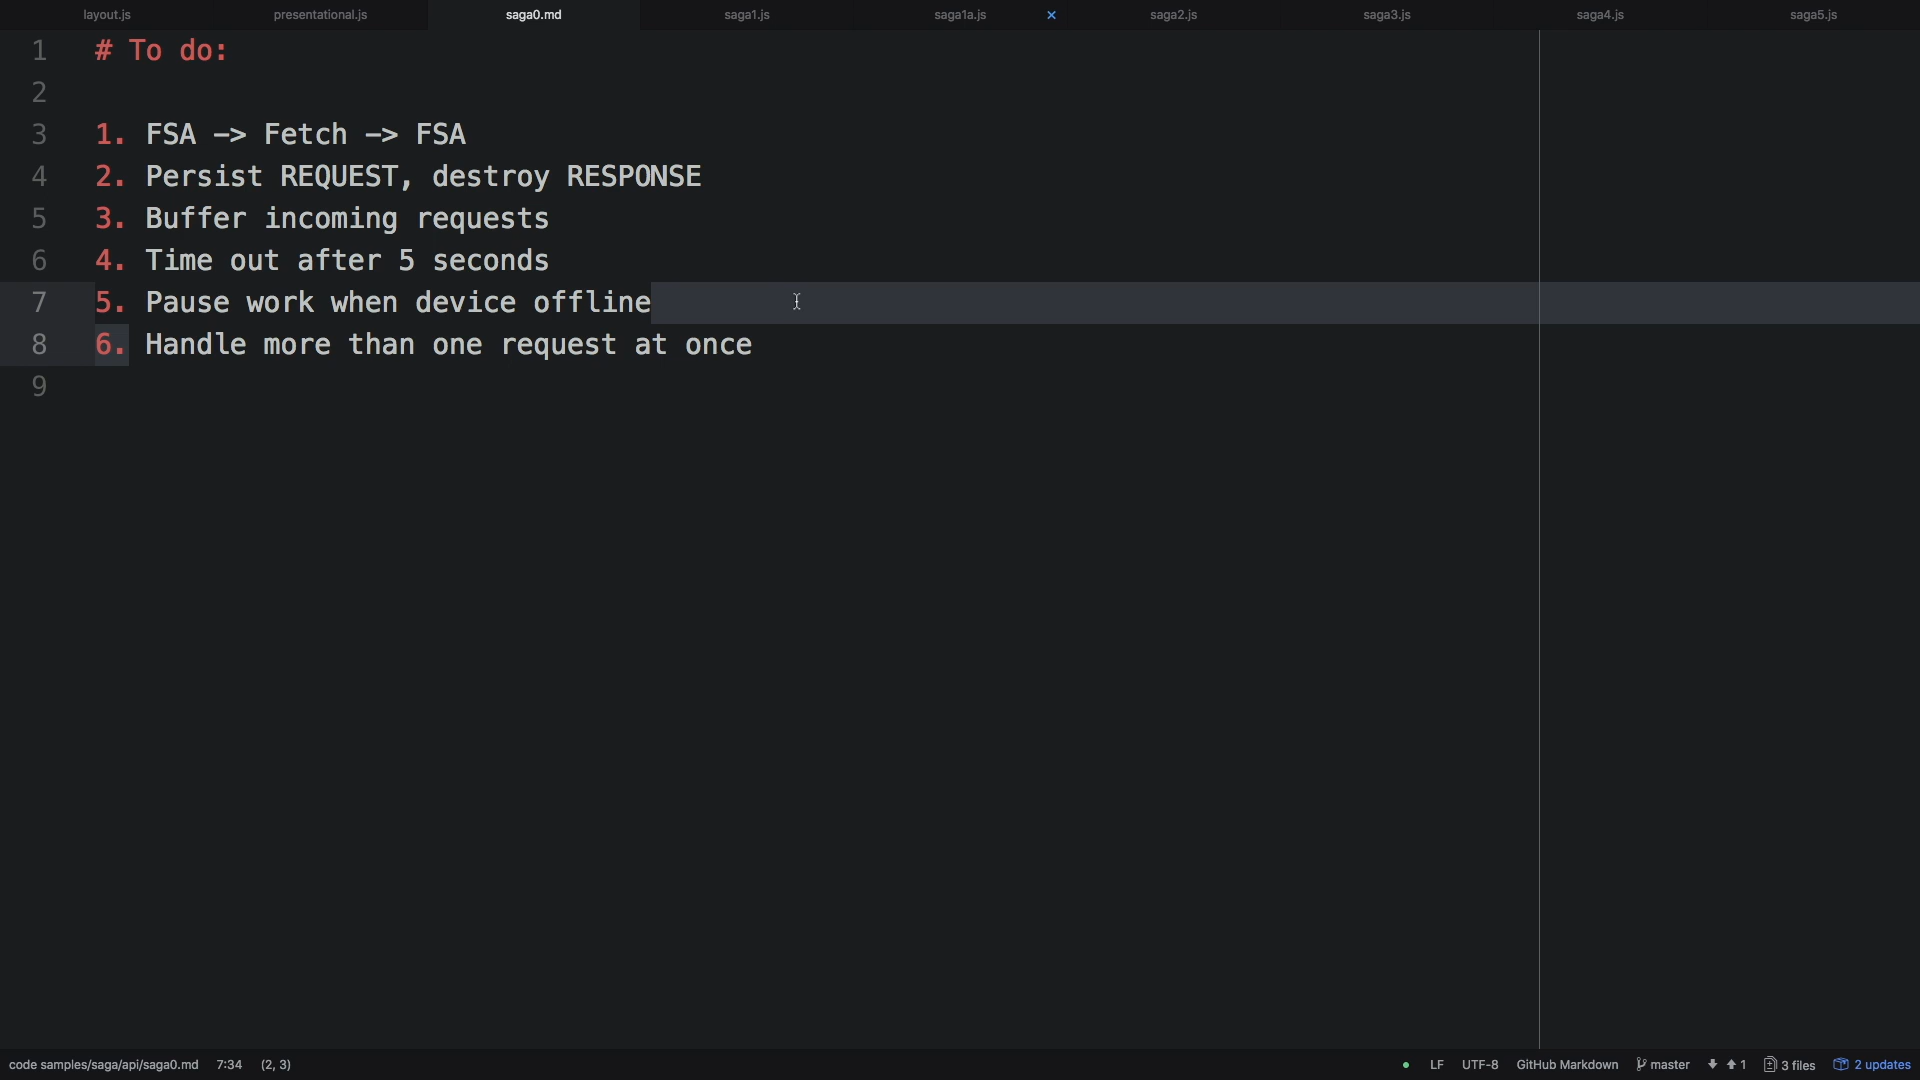 layout.js presentational.js saga0.md saga1.js saga1a.js saga2.js saga3.js saga4.js saga5.js
1 # To do:
2
3 1. FSA -> Fetch -> FSA
4 2. Persist REQUEST, destroy RESPONSE
5 3. Buffer incoming requests
6 4. Time out after 5 seconds
7 5. Pause work when device offline
8 6. Handle more than one request at once
9
code samples/saga/api/saga0.md 7:34 (2, 3) LF UTF-8 GitHub Markdown master 1 3 files 2 updates